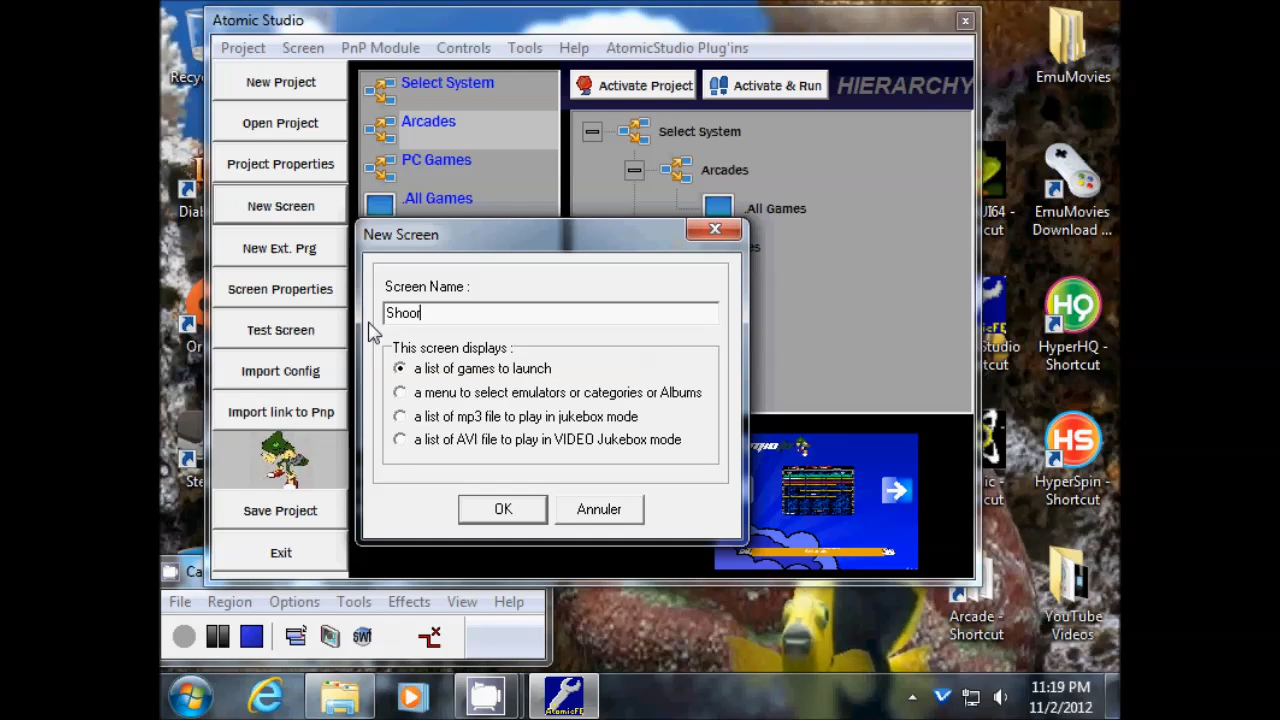 Atomic Studio
x
Project Screen PnP Module Controls Tools Help AtomicStudio Plug'ins
New Project
Open Project
Project Properties
New Screen
New Ext. Prg
Screen Properties
Test Screen
Import Config
Import link to Pnp
Save Project
Exit
Select System
Arcades
PC Games
.All Games
Activate Project
Activate & Run
HIERARCHY
Select System
Arcades
.All Games
New Screen
Screen Name :
Shoor
This screen displays :
a list of games to launch
a menu to select emulators or categories or Albums
a list of mp3 file to play in jukebox mode
a list of AVI file to play in VIDEO Jukebox mode
OK
Annuler
File Region Options Tools Effects View Help
swf
EmuMovies
EmuMovies
Download ...
HyperHQ -
Shortcut
HyperSpin -
Shortcut
Arcade -
Shortcut
YouTube
Videos
AtomicFE
11:19 PM
11/2/2012